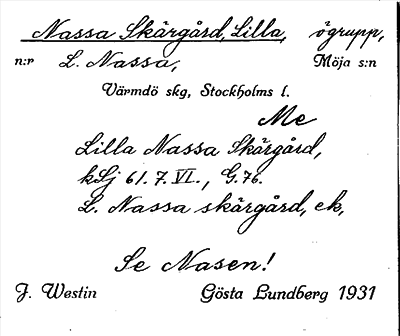 Nassa Skärgård, Lilla, ögrupp,
n:r L. Nassa, Möja s:n
Värmdö skg, Stockholms l.
Me
Lilla Nassa Skärgård,
kSj 61. 7. VI., G. 76.
L. Nassa skärgård, ek,
Se Nasen!
J. Westin Gösta Lundberg 1931